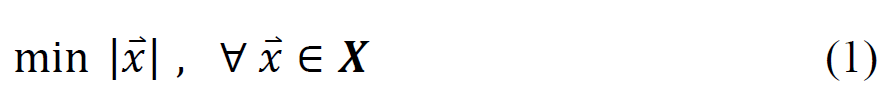 min |x⃗| , ∀ x⃗ ∈ X (1)